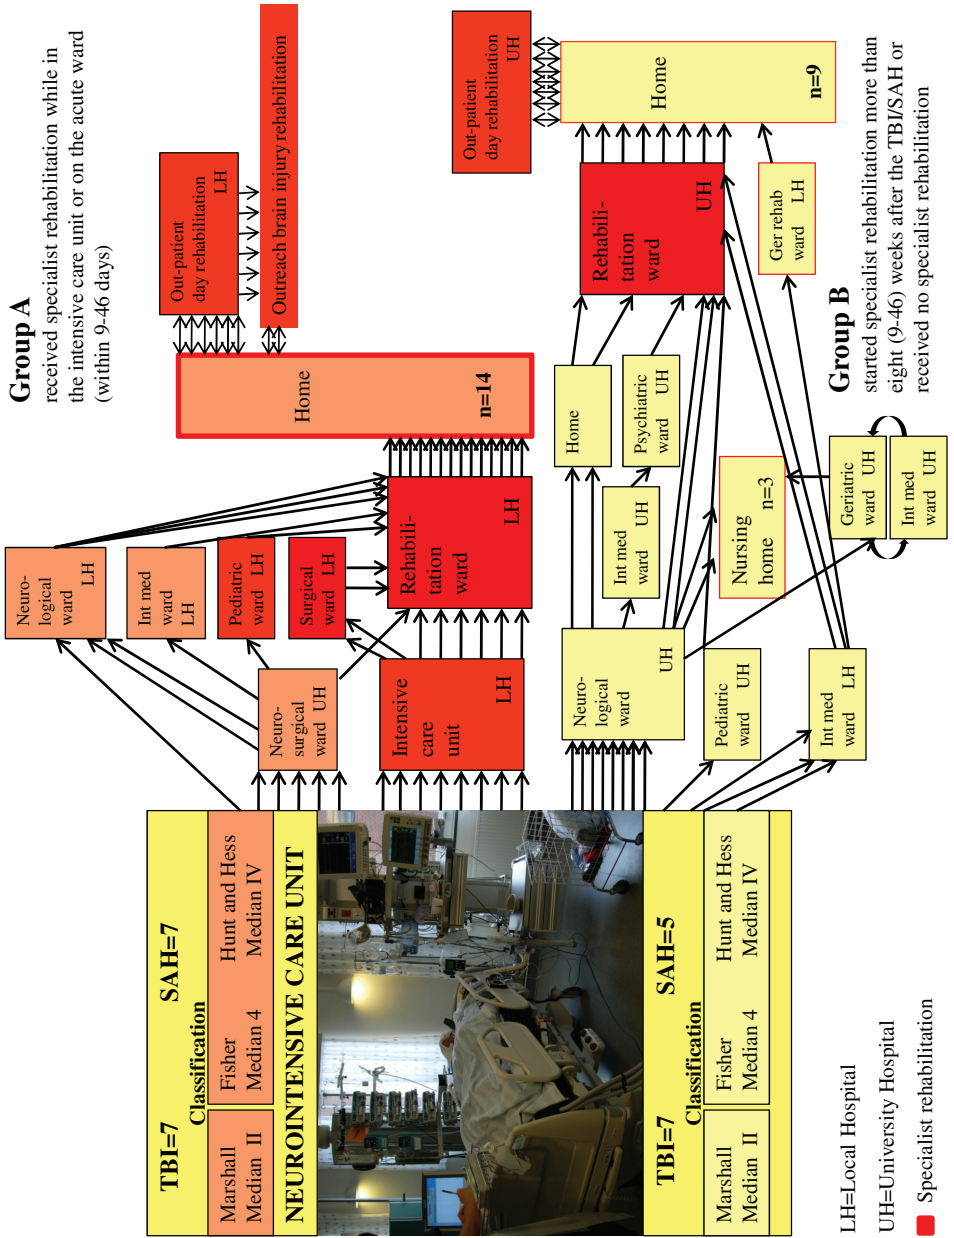 Group A
received specialist rehabilitation while in
the intensive care unit or on the acute ward
(within 9-46 days)
TBI=7
SAH=7
Classification
Marshall
Median II
Fisher
Median 4
Hunt and Hess
Median IV
NEUROINTENSIVE CARE UNIT
Neuro-
surgical
ward UH
Intensive
care
unit
LH
Neuro-
logical
ward
LH
Int med
ward
LH
Pediatric
ward LH
Surgical
ward LH
Rehabili-
tation
ward
LH
Home
n=14
Out-patient
day rehabilitation
LH
Outreach brain injury rehabilitation
TBI=7
SAH=5
Classification
Marshall
Median II
Fisher
Median 4
Hunt and Hess
Median IV
Neuro-
logical
ward
UH
Pediatric
ward UH
Int med
ward LH
Home
Int med
ward UH
Psychiatric
ward UH
Nursing
home n=3
Geriatric
ward UH
Int med
ward UH
Rehabili-
tation
ward
UH
Ger rehab
ward LH
Out-patient
day rehabilitation
UH
Home
n=9
Group B
started specialist rehabilitation more than
eight (9-46) weeks after the TBI/SAH or
received no specialist rehabilitation
LH=Local Hospital
UH=University Hospital
Specialist rehabilitation